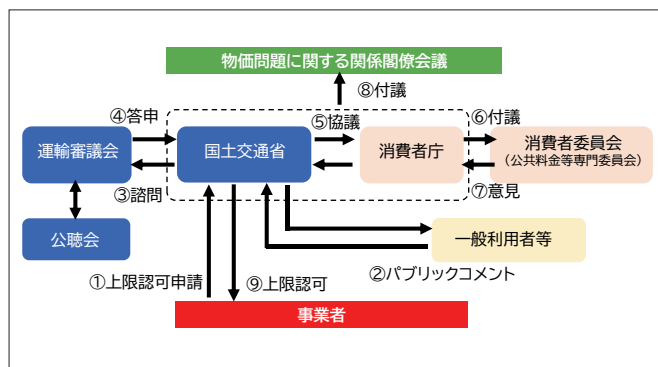 物価問題に関する関係閣僚会議
⑧付議
④答申
⑤協議
⑥付議
運輸審議会
国土交通省
消費者庁
消費者委員会
（公共料金等専門委員会）
③諮問
⑦意見
公聴会
一般利用者等
②パブリックコメント
①上限認可申請
⑨上限認可
事業者